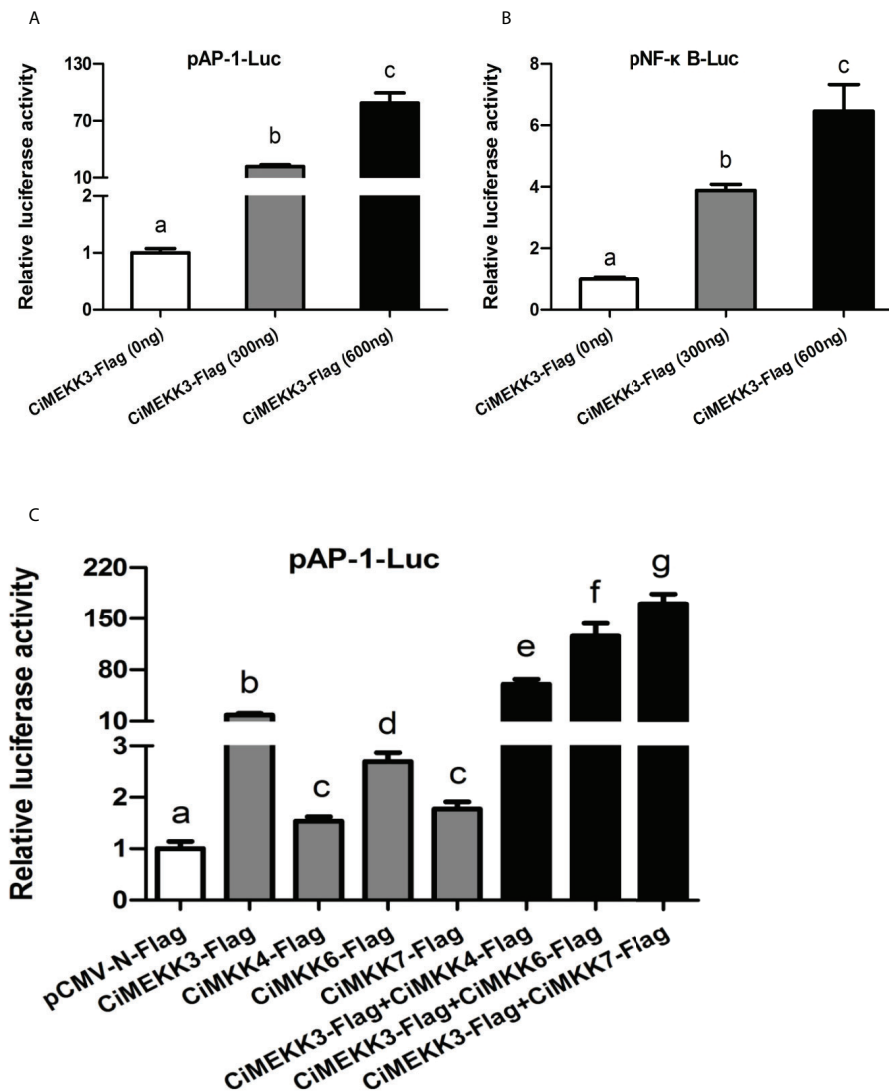 A
pAP-1-Luc
Relative luciferase activity
130
70
10
2
1
0
a
b
c
CiMEKK3-Flag (0ng)
CiMEKK3-Flag (300ng)
CiMEKK3-Flag (600ng)
B
pNF-κ B-Luc
Relative luciferase activity
8
6
4
2
0
a
b
c
CiMEKK3-Flag (0ng)
CiMEKK3-Flag (300ng)
CiMEKK3-Flag (600ng)
C
pAP-1-Luc
Relative luciferase activity
220
150
80
10
3
2
1
0
a
b
c
d
c
e
f
g
pCMV-N-Flag
CiMEKK3-Flag
CiMKK4-Flag
CiMKK6-Flag
CiMKK7-Flag
CiMEKK3-Flag+CiMKK4-Flag
CiMEKK3-Flag+CiMKK6-Flag
CiMEKK3-Flag+CiMKK7-Flag